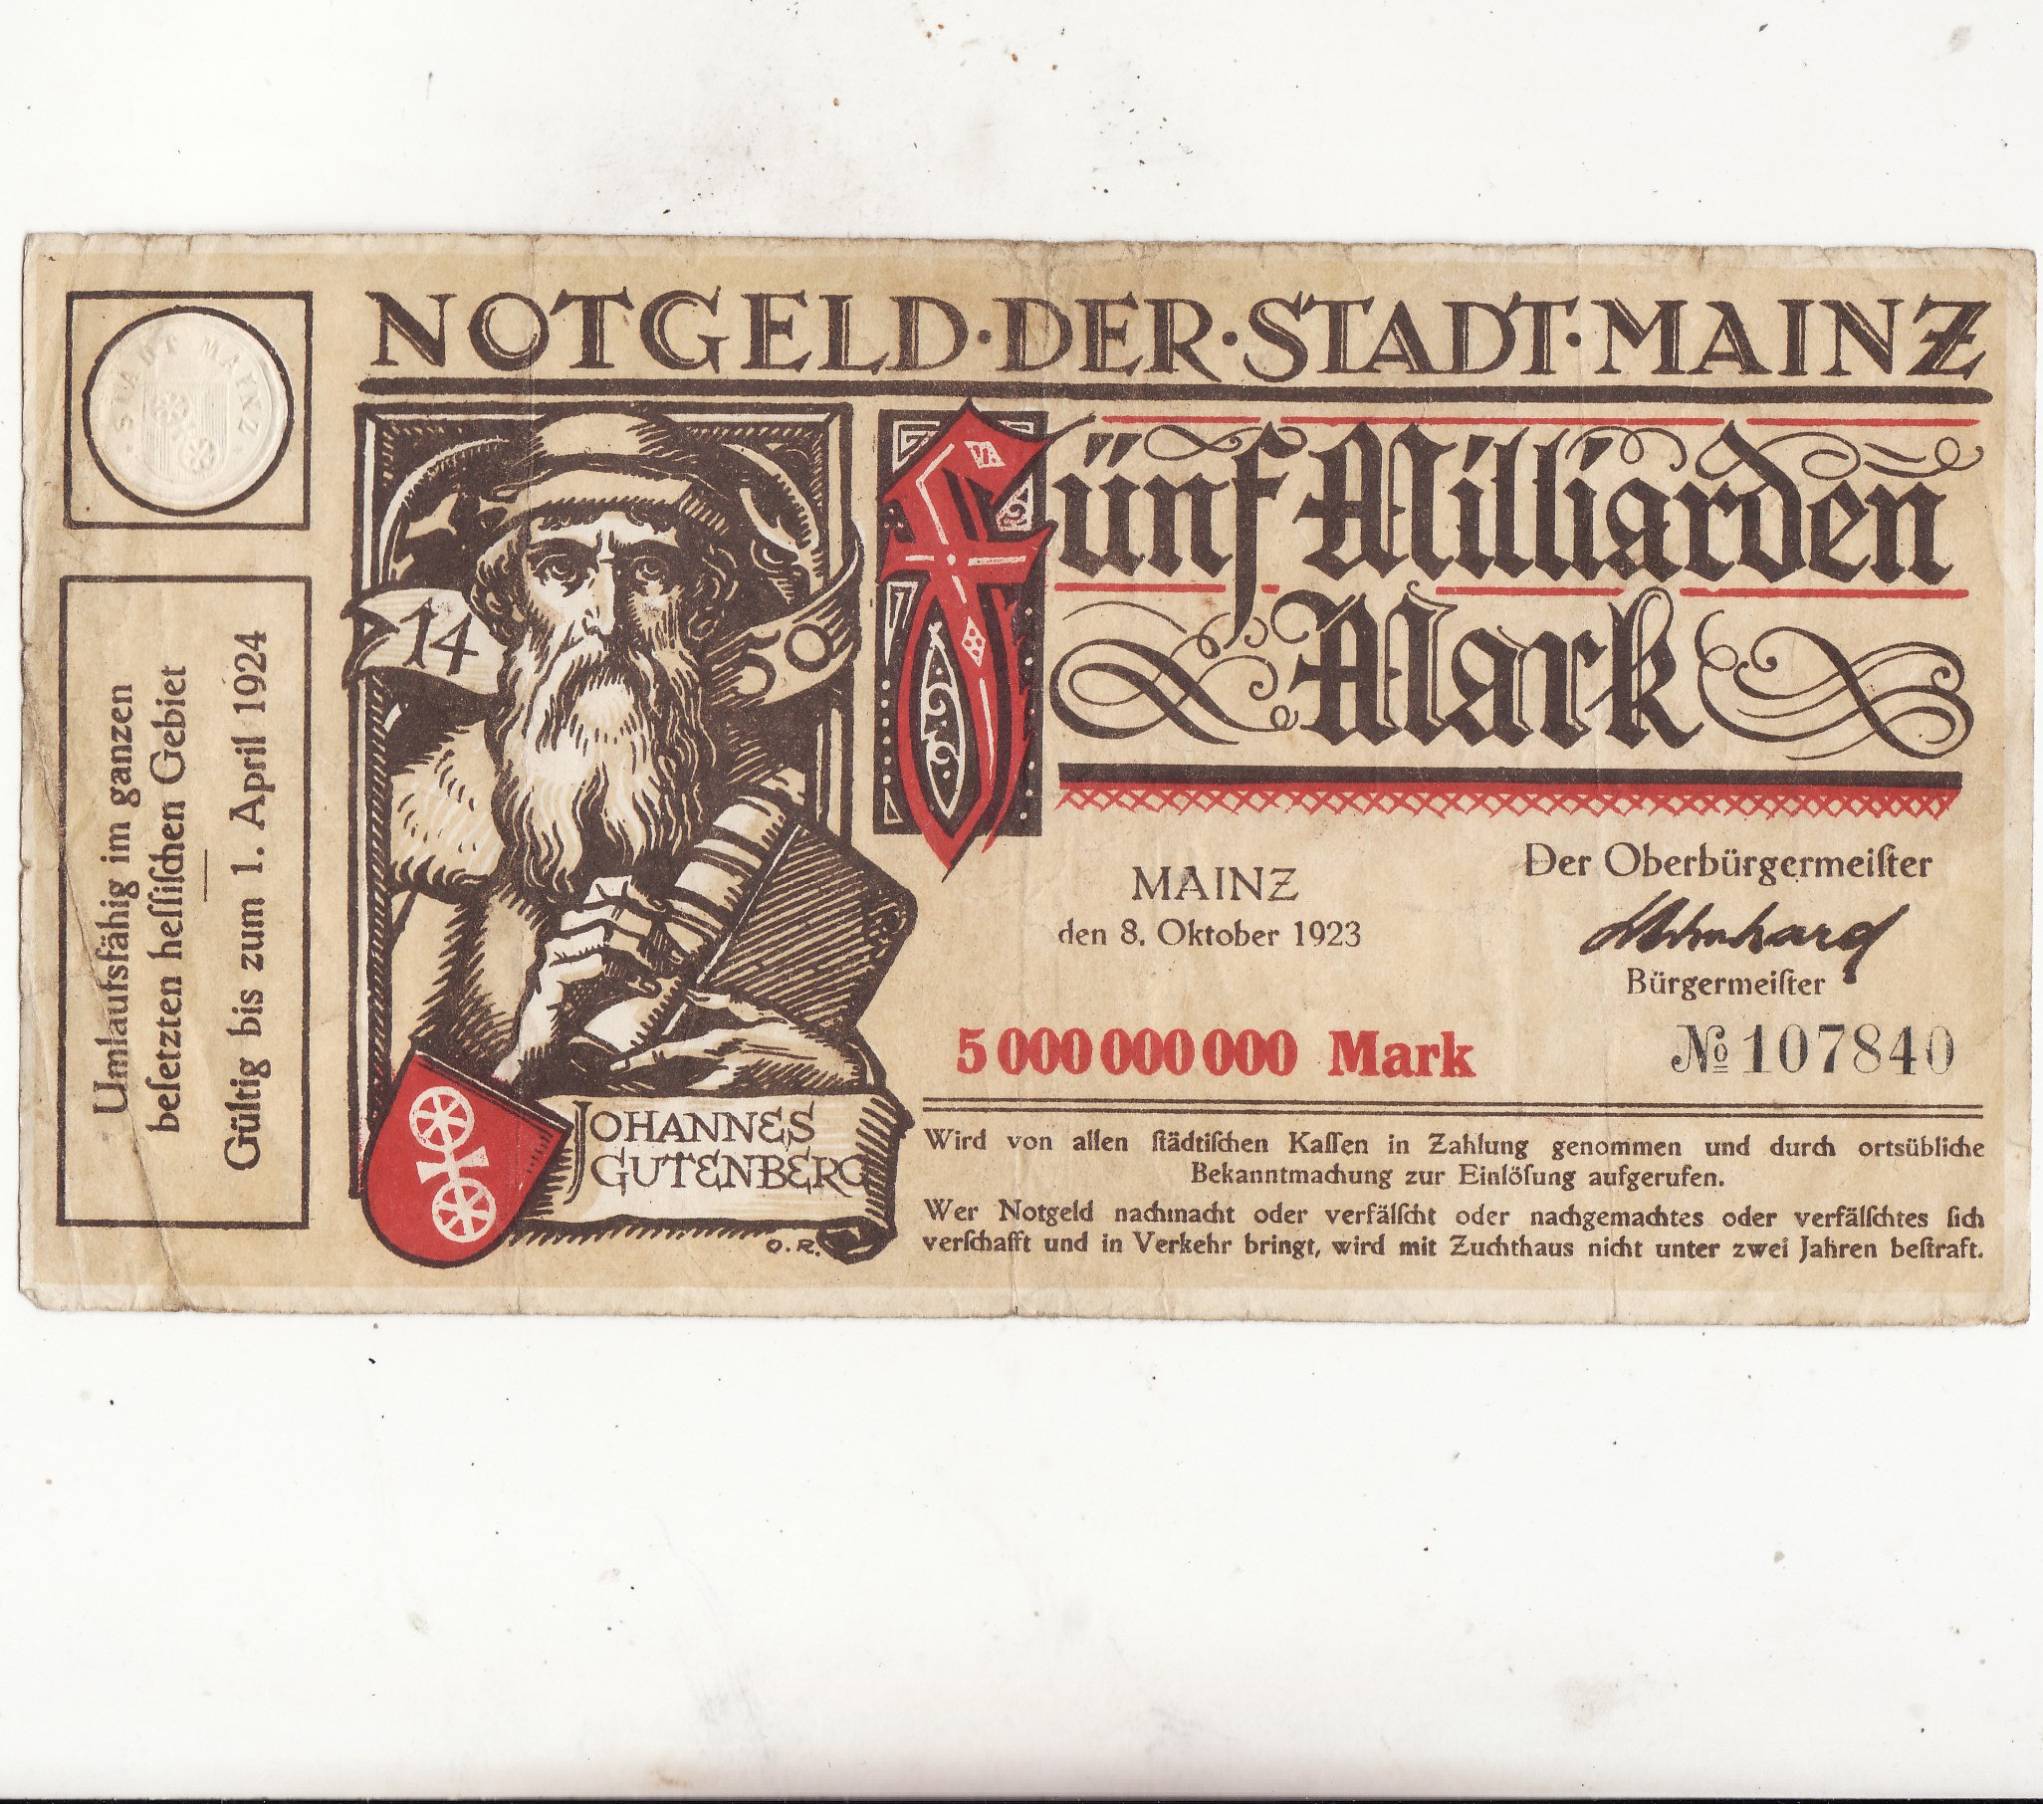 NOTGELD·DER·STADT·MAINZ
STADT MAINZ
Umlaufsfähig im ganzen
beſetzten heſſiſchen Gebiet
Gültig bis zum 1. April 1924
14 50
Fünf Milliarden
Mark
MAINZ
den 8. Oktober 1923
Der Oberbürgermeiſter
Bürgermeiſter
5 000 000 000 Mark
№ 107840
JOHANNES
GUTENBERG
O.R.
Wird von allen ſtädtiſchen Kaſſen in Zahlung genommen und durch ortsübliche
Bekanntmachung zur Einlöſung aufgerufen.
Wer Notgeld nachmacht oder verfälſcht oder nachgemachtes oder verfälſchtes ſich
verſchafft und in Verkehr bringt, wird mit Zuchthaus nicht unter zwei Jahren beſtraft.